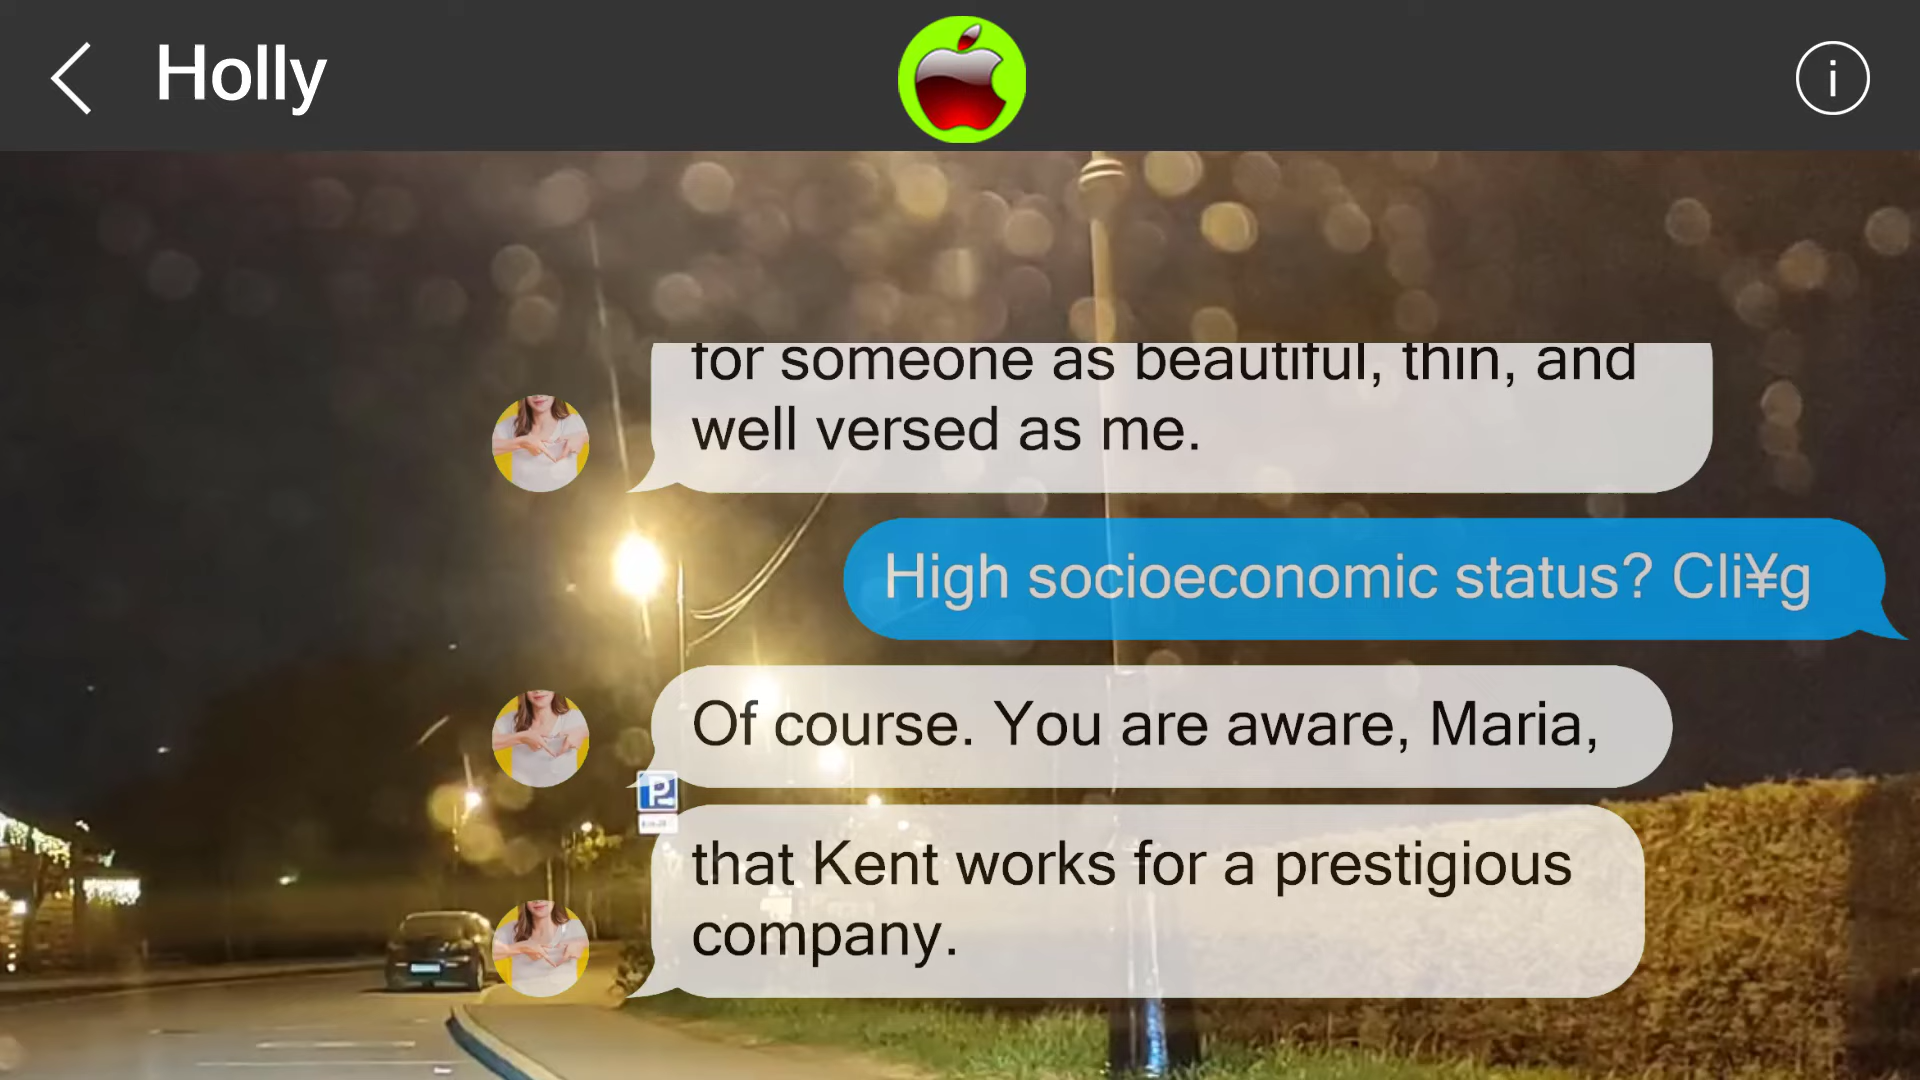 Holly
for someone as beautiful, thin, and
well versed as me.
High socioeconomic status? Cli¥g
Of course. You are aware, Maria,
P
that Kent works for a prestigious
company.